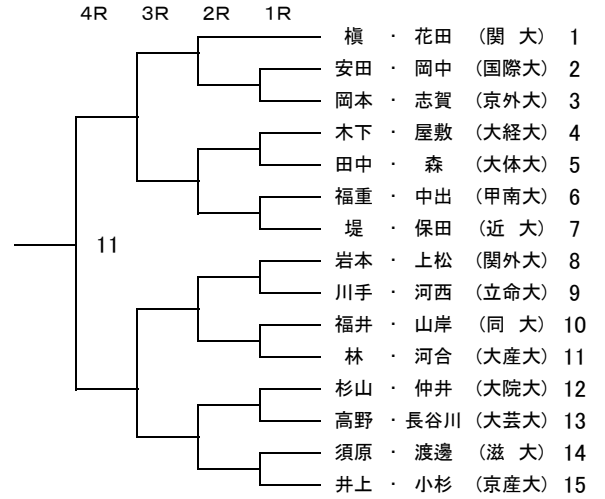 4R 3R 2R 1R
槇 ・ 花田 (関 大) 1
安田 ・ 岡中 (国際大) 2
岡本 ・ 志賀 (京外大) 3
木下 ・ 屋敷 (大経大) 4
田中 ・ 森 (大体大) 5
福重 ・ 中出 (甲南大) 6
堤 ・ 保田 (近 大) 7
11
岩本 ・ 上松 (関外大) 8
川手 ・ 河西 (立命大) 9
福井 ・ 山岸 (同 大) 10
林 ・ 河合 (大産大) 11
杉山 ・ 仲井 (大院大) 12
高野 ・ 長谷川 (大芸大) 13
須原 ・ 渡邊 (滋 大) 14
井上 ・ 小杉 (京産大) 15